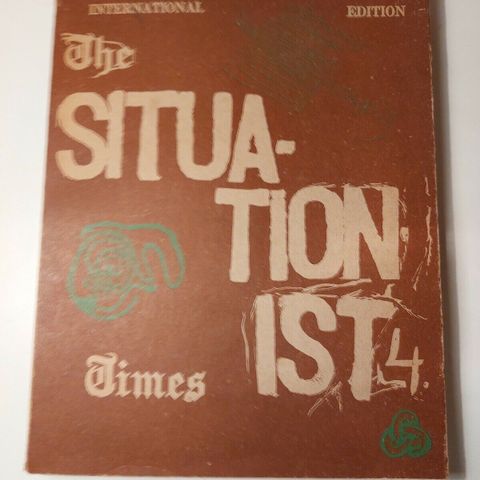 INTERNATIONAL EDITION
The
SITUA-
TION-
IST 4.
Times